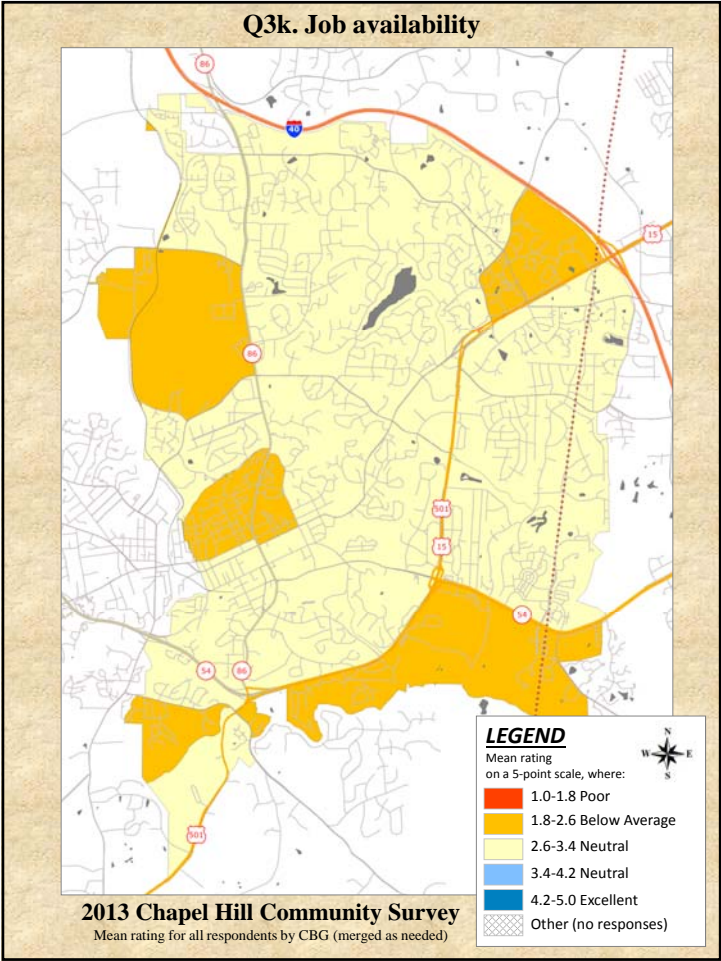 Q3k. Job availability
86
40
15
86
501
15
54
54
86
501
LEGEND
Mean rating
on a 5-point scale, where:
N
W E
S
1.0-1.8 Poor
1.8-2.6 Below Average
2.6-3.4 Neutral
3.4-4.2 Neutral
4.2-5.0 Excellent
Other (no responses)
2013 Chapel Hill Community Survey
Mean rating for all respondents by CBG (merged as needed)